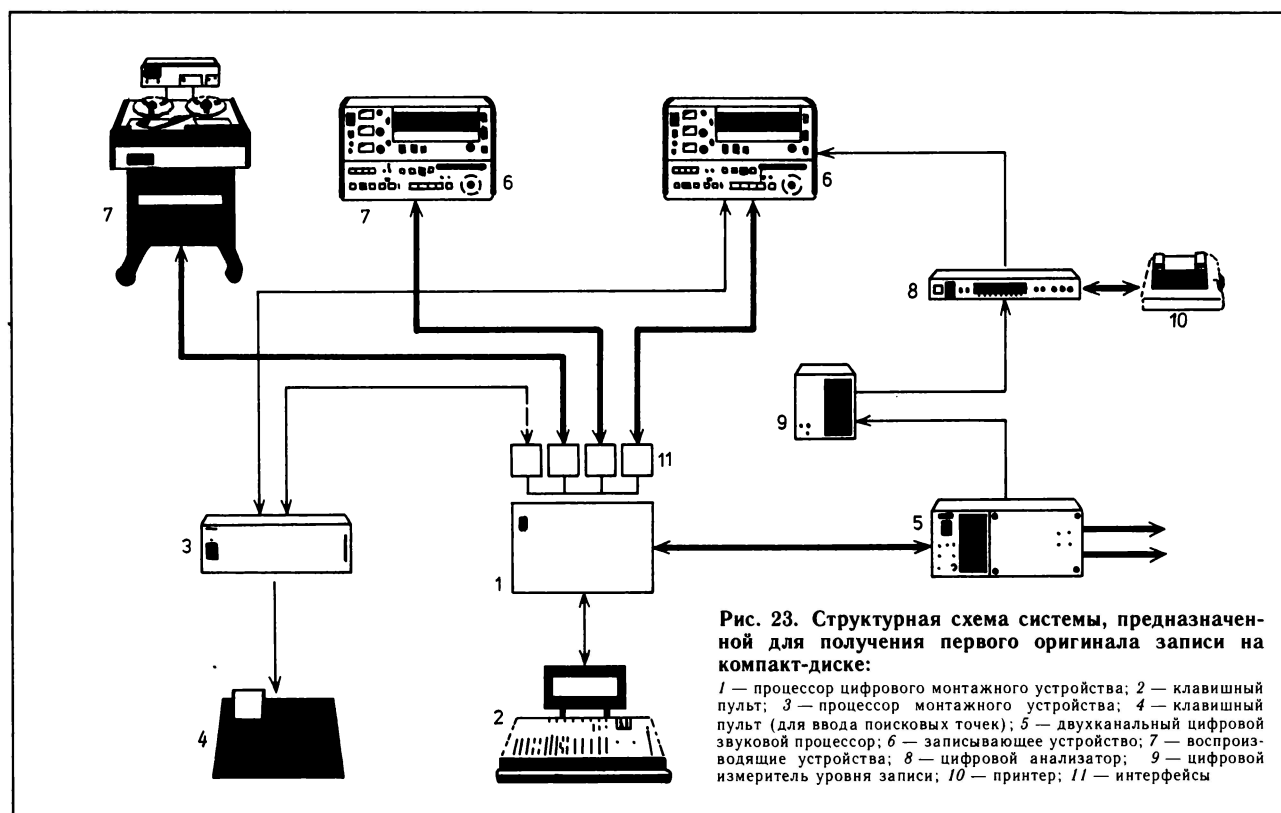 7
7
6
6
8
10
9
11
3
5
1
4
2
Рис. 23. Структурная схема системы, предназначен-
ной для получения первого оригинала записи на
компакт-диске:
1 — процессор цифрового монтажного устройства; 2 — клавишный
пульт; 3 — процессор монтажного устройства; 4 — клавишный
пульт (для ввода поисковых точек); 5 — двухканальный цифровой
звуковой процессор; 6 — записывающее устройство; 7 — воспроиз-
водящие устройства; 8 — цифровой анализатор; 9 — цифровой
измеритель уровня записи; 10 — принтер; 11 — интерфейсы